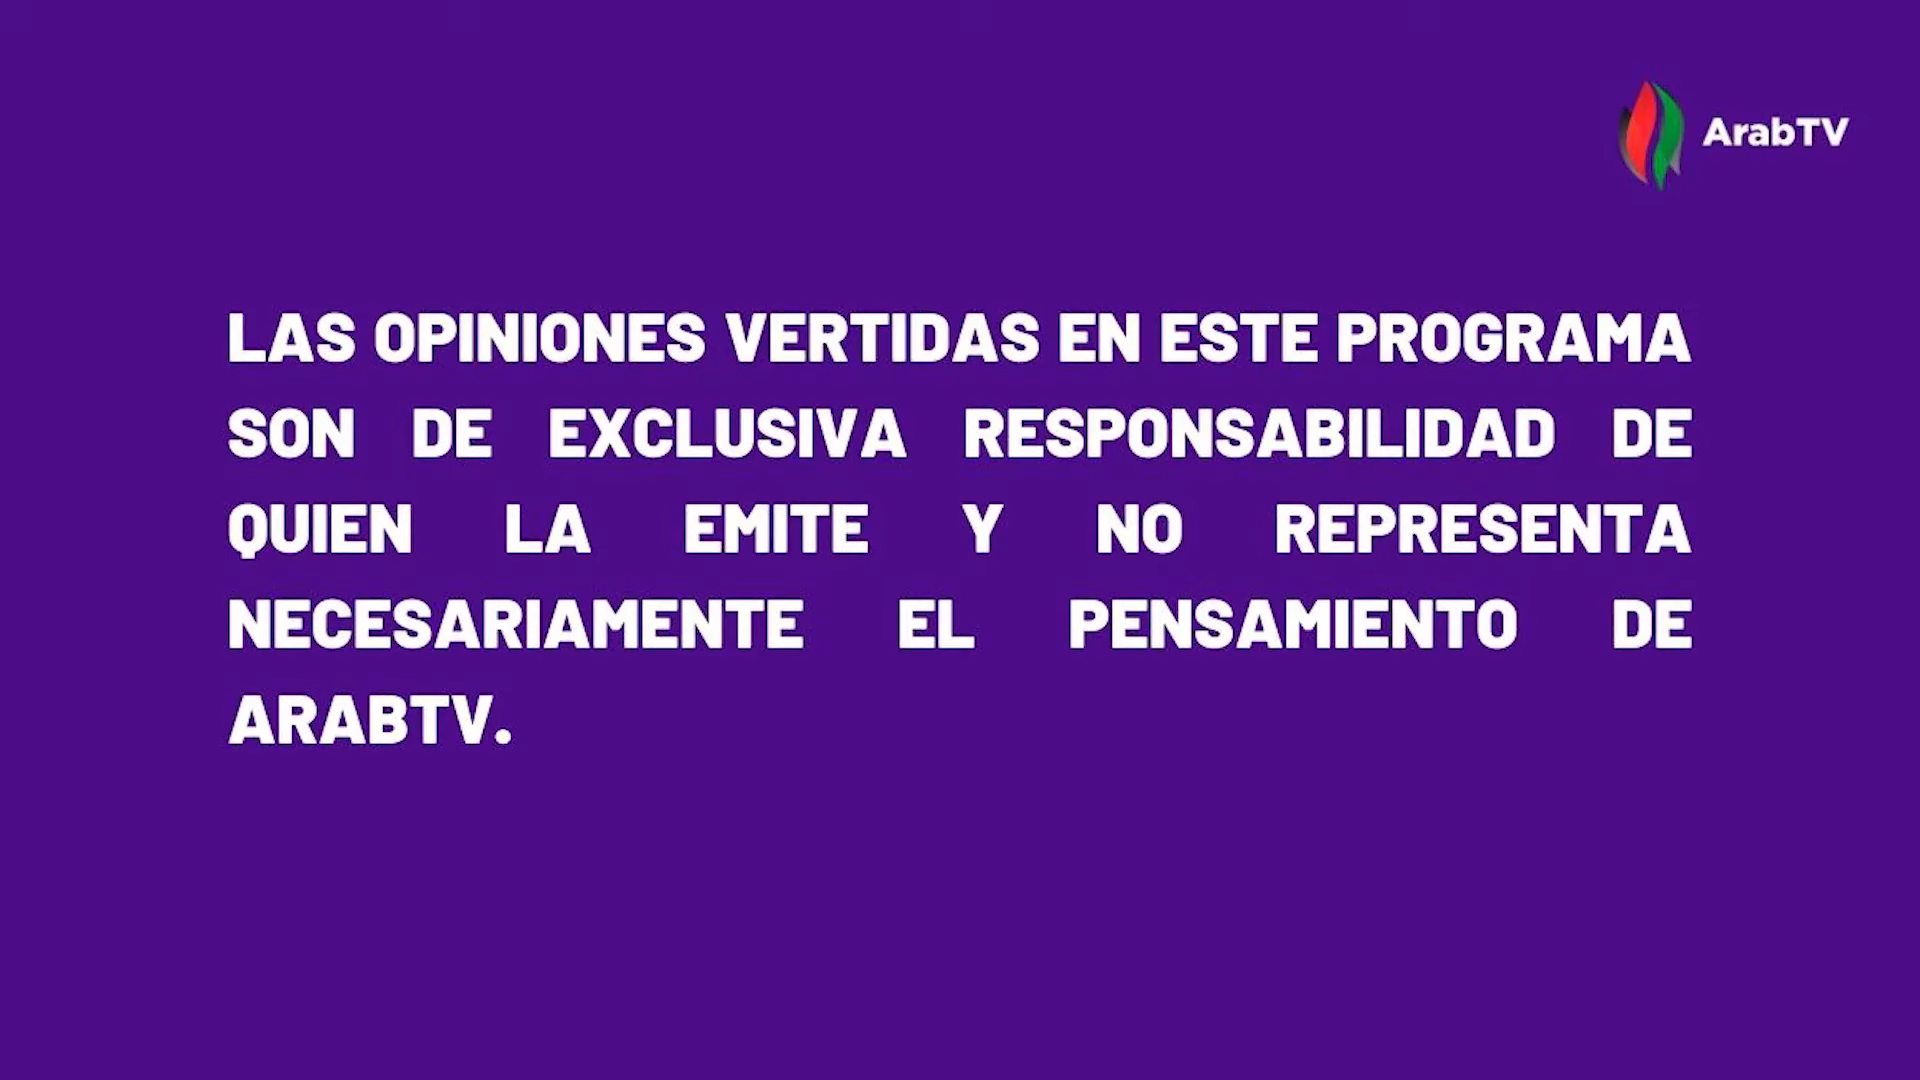 ArabTV
LAS OPINIONES VERTIDAS EN ESTE PROGRAMA
SON DE EXCLUSIVA RESPONSABILIDAD DE
QUIEN LA EMITE Y NO REPRESENTA
NECESARIAMENTE EL PENSAMIENTO DE
ARABTV.